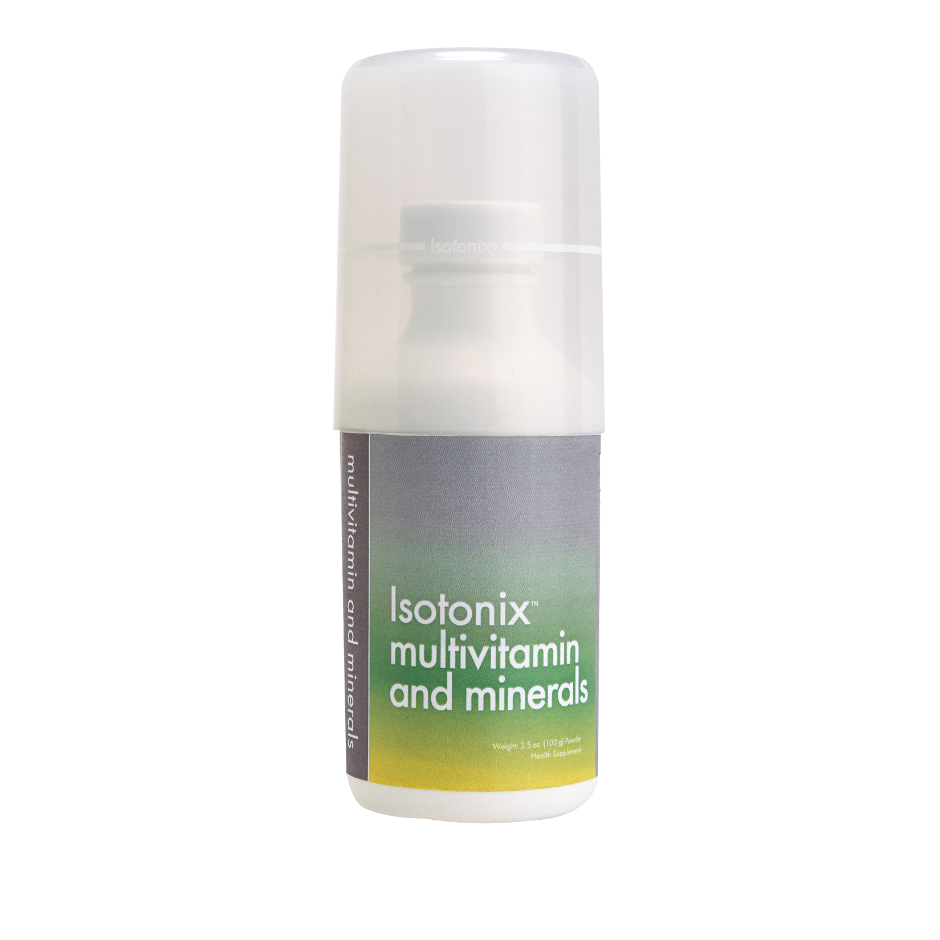 Isotonix
multivitamin and minerals
Isotonix™
multivitamin
and minerals
Weight 3.5 oz. (100 g) Powder
Health Supplement